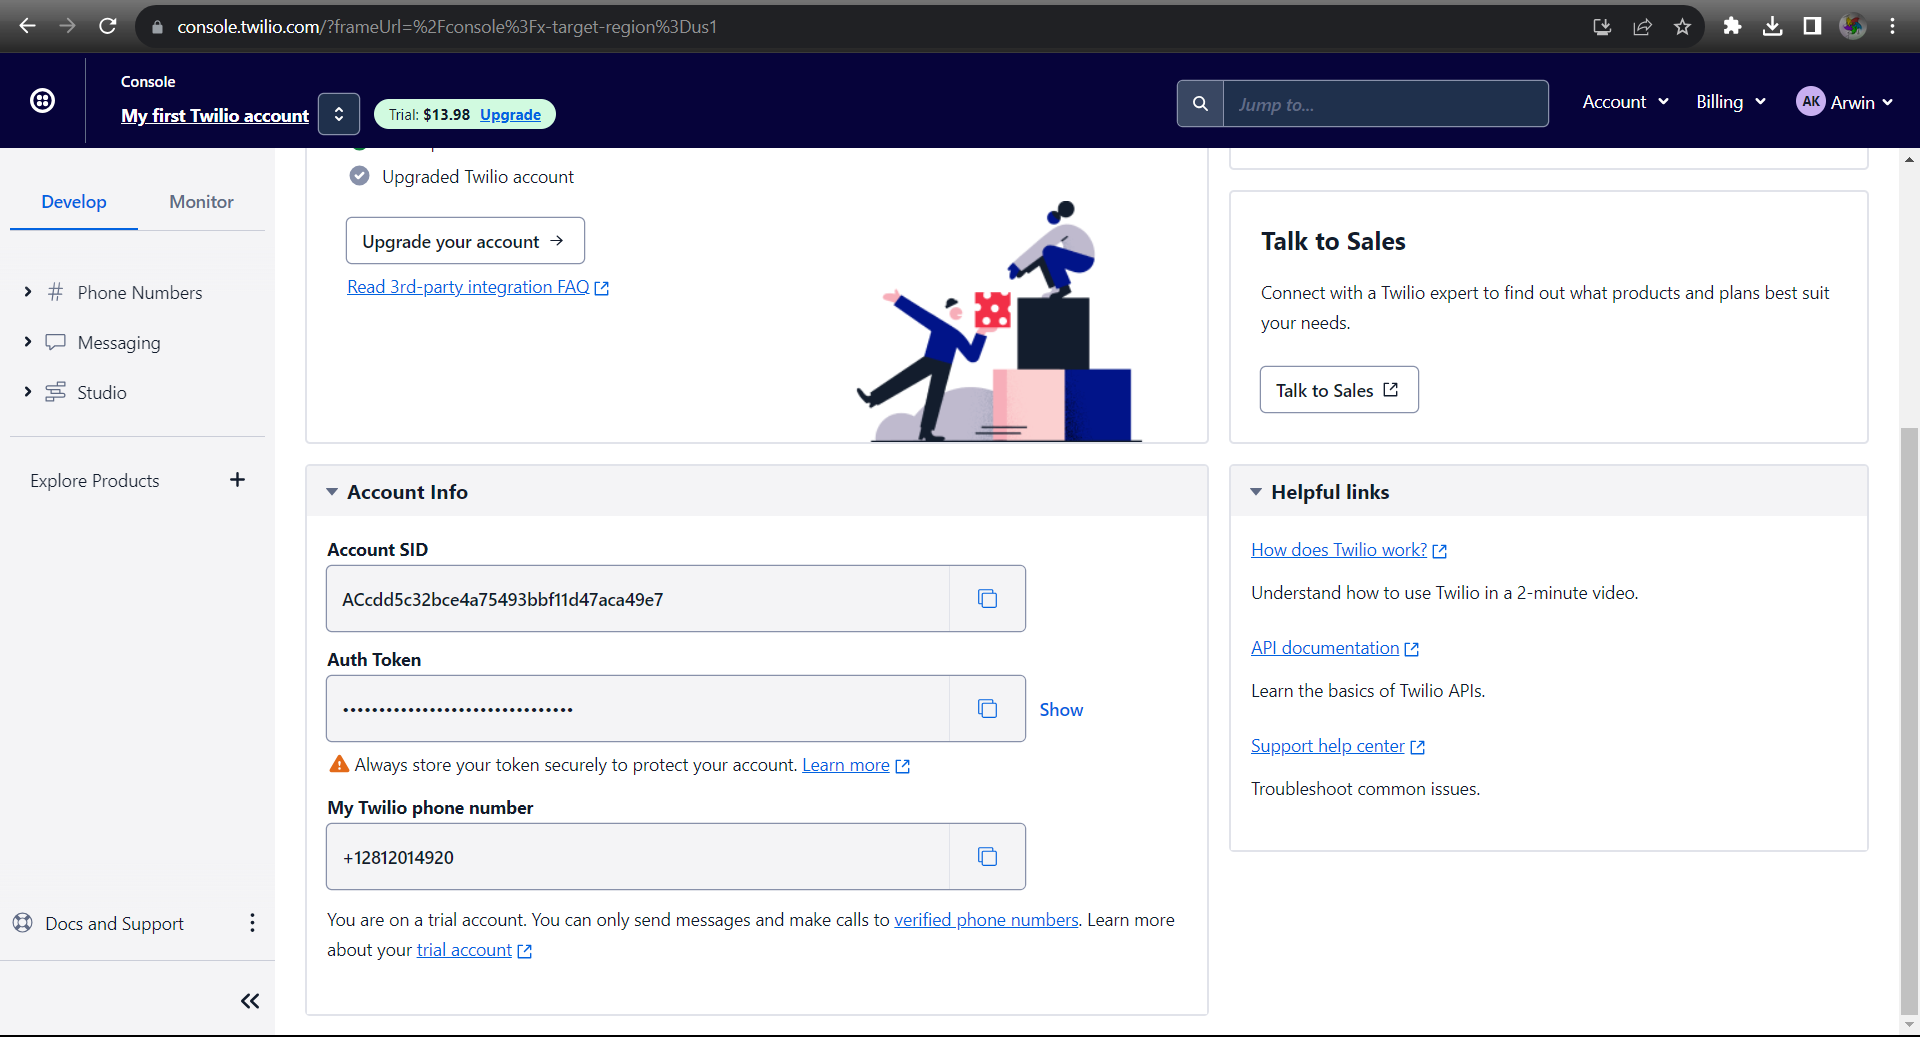 console.twilio.com/?frameUrl=%2Fconsole%3Fx-target-region%3Dus1
Console
My first Twilio account
Trial: $13.98 Upgrade
Jump to...
Account
Billing
AK
Arwin
Develop
Monitor
Phone Numbers
Messaging
Studio
Explore Products
Docs and Support
Upgraded Twilio account
Upgrade your account
Read 3rd-party integration FAQ
Talk to Sales
Connect with a Twilio expert to find out what products and plans best suit
your needs.
Talk to Sales
Account Info
Account SID
ACcdd5c32bce4a75493bbf11d47aca49e7
Auth Token
••••••••••••••••••••••••••••••••
Show
Always store your token securely to protect your account. Learn more
My Twilio phone number
+12812014920
You are on a trial account. You can only send messages and make calls to verified phone numbers. Learn more
about your trial account
Helpful links
How does Twilio work?
Understand how to use Twilio in a 2-minute video.
API documentation
Learn the basics of Twilio APIs.
Support help center
Troubleshoot common issues.